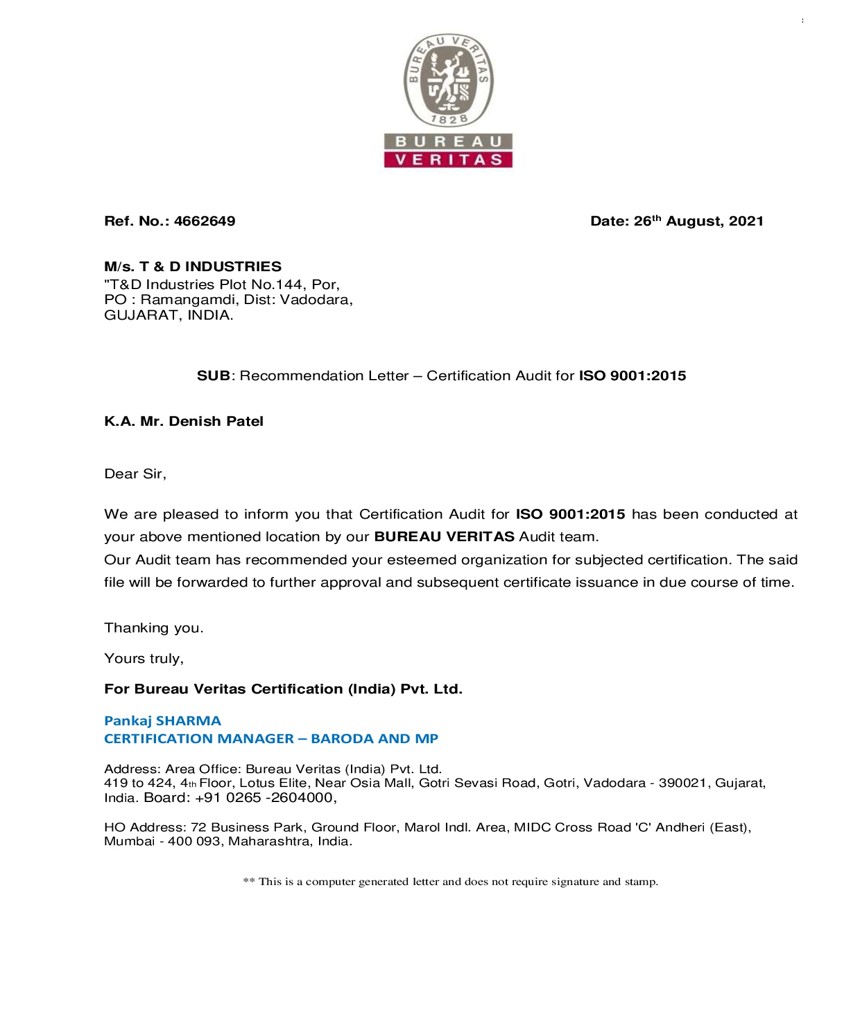 BUREAU VERITAS
1828
BUREAU
VERITAS
Ref. No.: 4662649 Date: 26th August, 2021
M/s. T & D INDUSTRIES
"T&D Industries Plot No.144, Por,
PO : Ramangamdi, Dist: Vadodara,
GUJARAT, INDIA.
SUB: Recommendation Letter – Certification Audit for ISO 9001:2015
K.A. Mr. Denish Patel
Dear Sir,
We are pleased to inform you that Certification Audit for ISO 9001:2015 has been conducted at
your above mentioned location by our BUREAU VERITAS Audit team.
Our Audit team has recommended your esteemed organization for subjected certification. The said
file will be forwarded to further approval and subsequent certificate issuance in due course of time.
Thanking you.
Yours truly,
For Bureau Veritas Certification (India) Pvt. Ltd.
Pankaj SHARMA
CERTIFICATION MANAGER – BARODA AND MP
Address: Area Office: Bureau Veritas (India) Pvt. Ltd.
419 to 424, 4th Floor, Lotus Elite, Near Osia Mall, Gotri Sevasi Road, Gotri, Vadodara - 390021, Gujarat,
India. Board: +91 0265 -2604000,
HO Address: 72 Business Park, Ground Floor, Marol Indl. Area, MIDC Cross Road 'C' Andheri (East),
Mumbai - 400 093, Maharashtra, India.
** This is a computer generated letter and does not require signature and stamp.